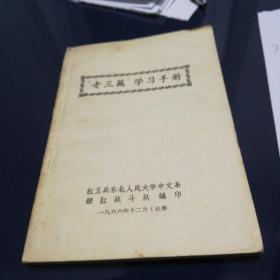 “老三篇”学习手册
红卫兵东北人民大学中文系
红战斗队编印
一九六六年十二月（长春